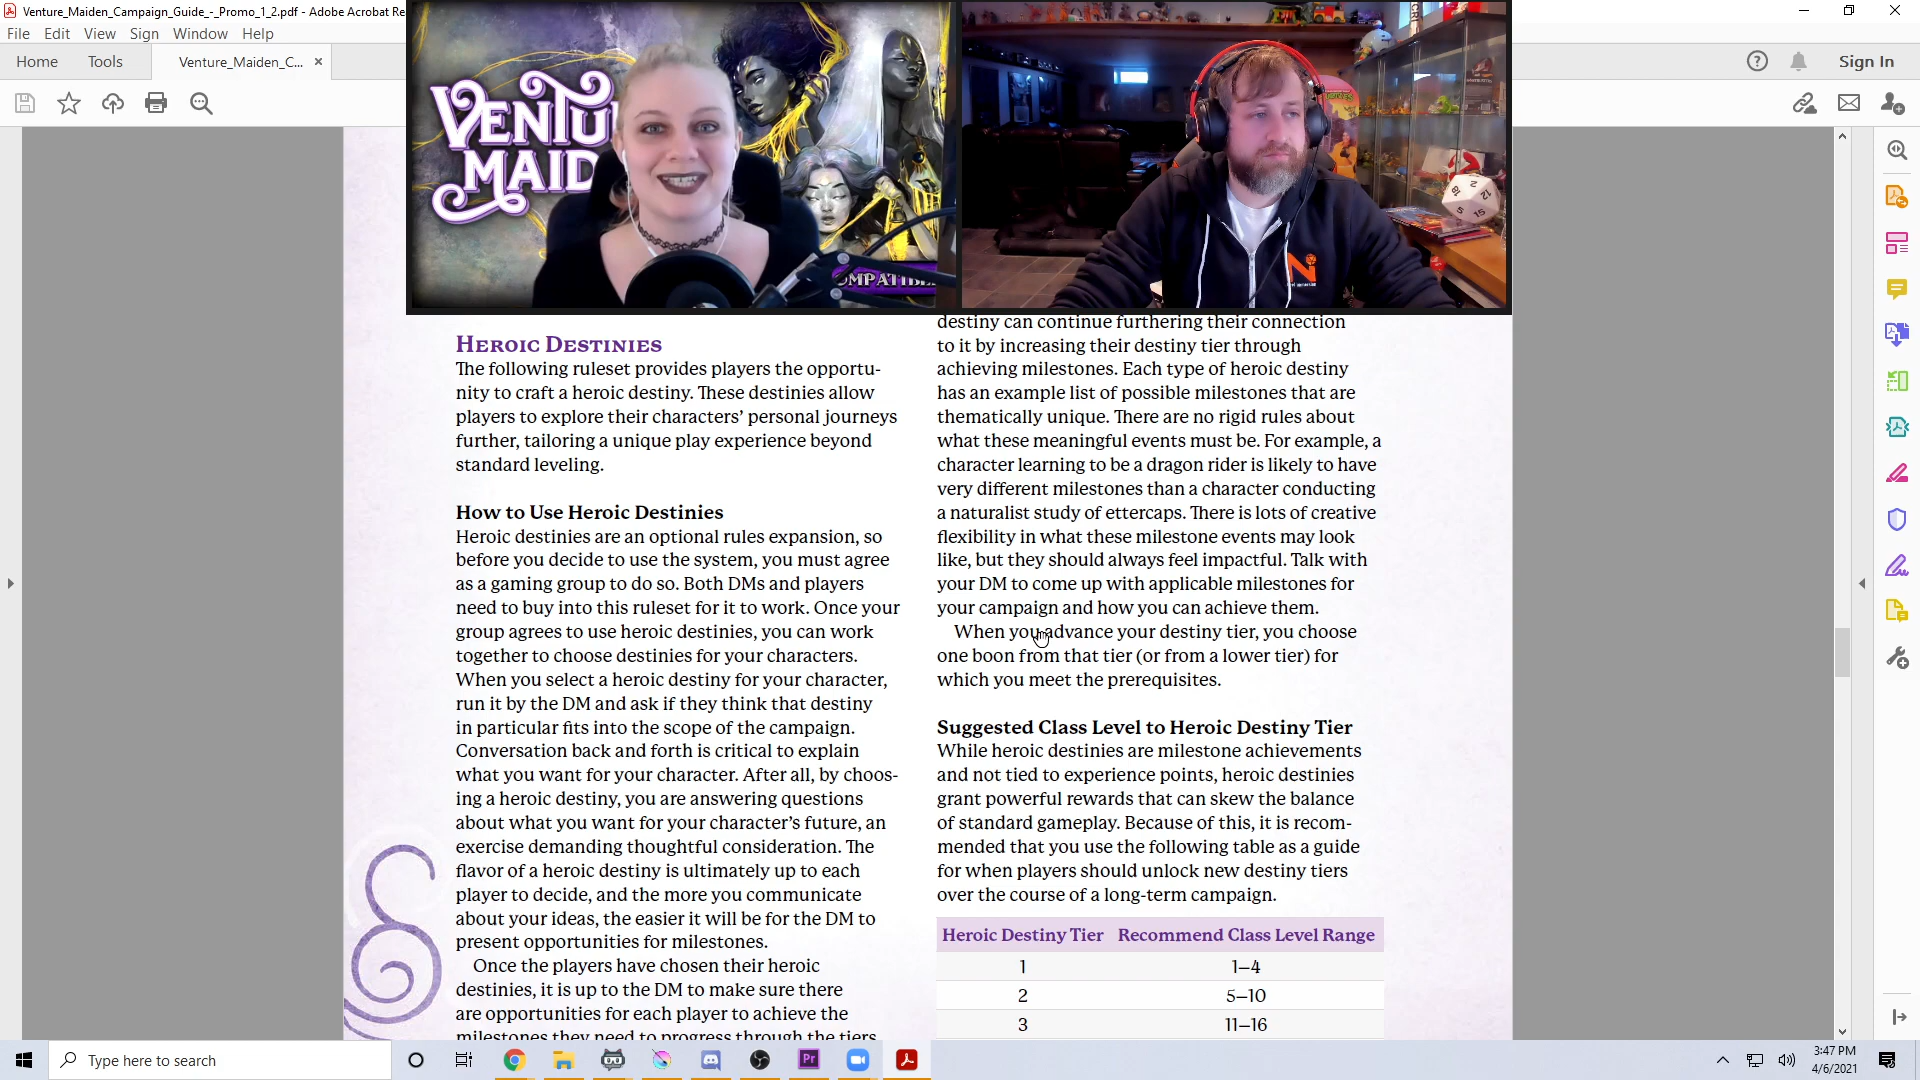 Venture_Maiden_Campaign_Guide_-_Promo_1_2.pdf - Adobe Acrobat Re
File Edit View Sign Window Help
Home Tools Venture_Maiden_C... × Sign In
VENTU
MAID
OMPATIBL
N
HEROIC DESTINIES
The following ruleset provides players the opportu-
nity to craft a heroic destiny. These destinies allow
players to explore their characters’ personal journeys
further, tailoring a unique play experience beyond
standard leveling.
How to Use Heroic Destinies
Heroic destinies are an optional rules expansion, so
before you decide to use the system, you must agree
as a gaming group to do so. Both DMs and players
need to buy into this ruleset for it to work. Once your
group agrees to use heroic destinies, you can work
together to choose destinies for your characters.
When you select a heroic destiny for your character,
run it by the DM and ask if they think that destiny
in particular fits into the scope of the campaign.
Conversation back and forth is critical to explain
what you want for your character. After all, by choos-
ing a heroic destiny, you are answering questions
about what you want for your character’s future, an
exercise demanding thoughtful consideration. The
flavor of a heroic destiny is ultimately up to each
player to decide, and the more you communicate
about your ideas, the easier it will be for the DM to
present opportunities for milestones.
Once the players have chosen their heroic
destinies, it is up to the DM to make sure there
are opportunities for each player to achieve the
milestones they need to progress through the tiers
destiny can continue furthering their connection
to it by increasing their destiny tier through
achieving milestones. Each type of heroic destiny
has an example list of possible milestones that are
thematically unique. There are no rigid rules about
what these meaningful events must be. For example, a
character learning to be a dragon rider is likely to have
very different milestones than a character conducting
a naturalist study of ettercaps. There is lots of creative
flexibility in what these milestone events may look
like, but they should always feel impactful. Talk with
your DM to come up with applicable milestones for
your campaign and how you can achieve them.
When you advance your destiny tier, you choose
one boon from that tier (or from a lower tier) for
which you meet the prerequisites.
Suggested Class Level to Heroic Destiny Tier
While heroic destinies are milestone achievements
and not tied to experience points, heroic destinies
grant powerful rewards that can skew the balance
of standard gameplay. Because of this, it is recom-
mended that you use the following table as a guide
for when players should unlock new destiny tiers
over the course of a long-term campaign.
Heroic Destiny Tier Recommend Class Level Range
1 1–4
2 5–10
3 11–16
Type here to search
3:47 PM
4/6/2021